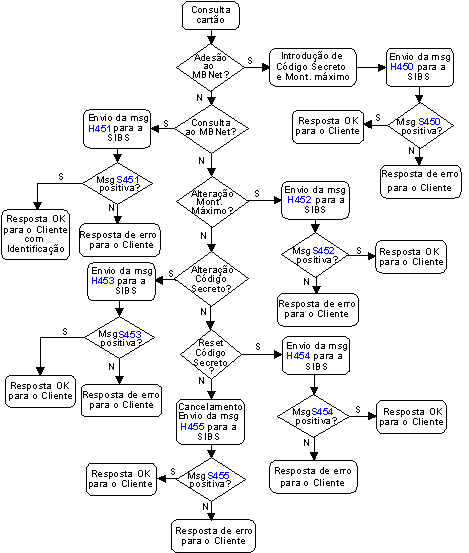 Consulta
cartão
Adesão
ao
MBNet?
S
N
Introdução de
Código Secreto
e Mont. máximo
Envio da msg
H450 para a
SIBS
Msg S450
positiva?
S
N
Resposta OK
para o Cliente
Resposta de erro
para o Cliente
Consulta
ao MBNet?
S
N
Envio da msg
H451 para a
SIBS
Msg S451
positiva?
S
N
Resposta OK
para o Cliente
com
Identificação
Resposta de erro
para o Cliente
Alteração
Mont.
Máximo?
S
N
Envio da msg
H452 para a
SIBS
Msg S452
positiva?
S
N
Resposta OK
para o Cliente
Resposta de erro
para o Cliente
Alteração
Código
Secreto?
S
N
Envio da msg
H453 para a
SIBS
Msg S453
positiva?
S
N
Resposta OK
para o Cliente
Resposta de erro
para o Cliente
Reset
Código
Secreto
?
S
N
Envio da msg
H454 para a
SIBS
Msg S454
positiva?
S
N
Resposta OK
para o Cliente
Resposta de erro
para o Cliente
Cancelamento
Envio da msg
H455 para a
SIBS
Msg S455
positiva?
S
N
Resposta OK
para o Cliente
Resposta de erro
para o Cliente